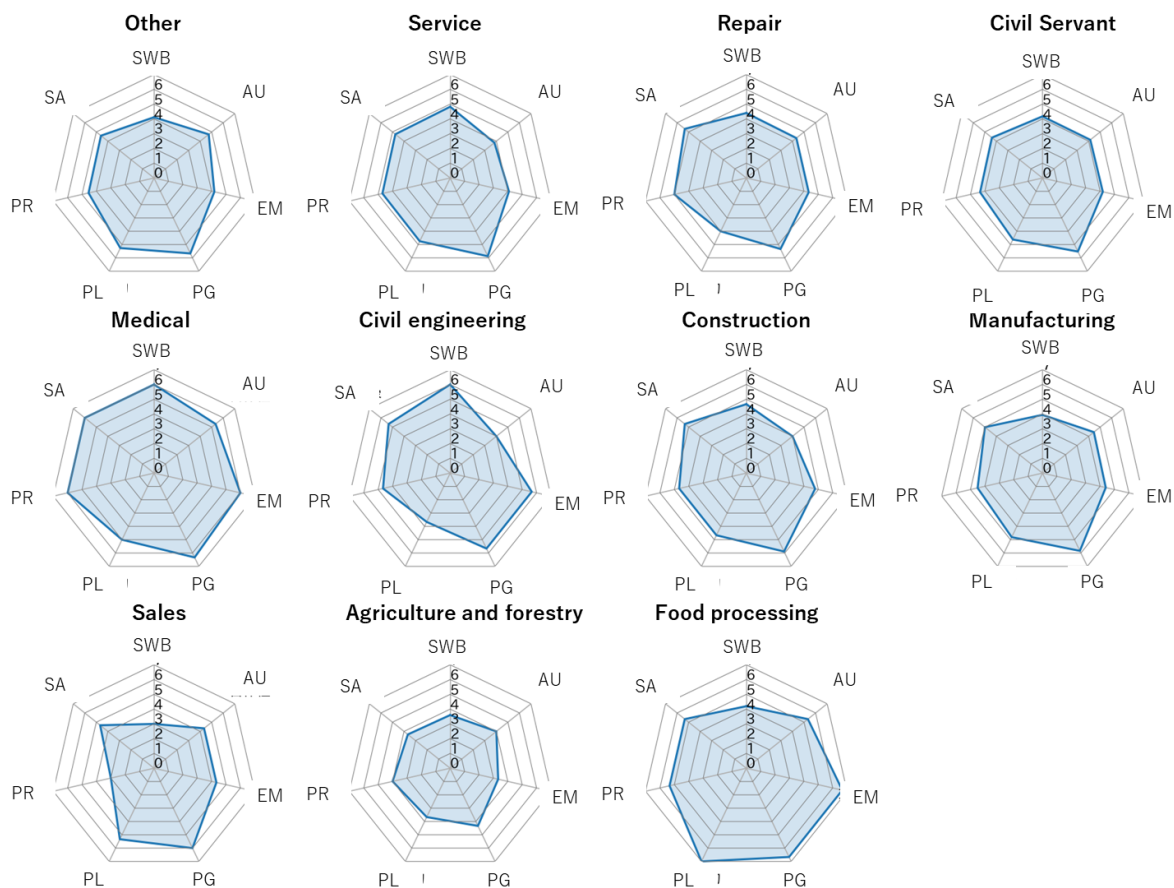 Other
Service
Repair
Civil Servant
SWB
SWB
SWB
SWB
AU
AU
AU
AU
SA
SA
SA
SA
6
5
4
3
2
1
0
6
5
4
3
2
1
0
6
5
4
3
2
1
0
6
5
4
3
2
1
0
PR
EM
PR
EM
PR
EM
PR
EM
PL
PG
PL
PG
PL
PG
PL
PG
Medical
Civil engineering
Construction
Manufacturing
SWB
SWB
SWB
SWB
AU
AU
AU
AU
SA
SA
SA
SA
6
5
4
3
2
1
0
6
5
4
3
2
1
0
6
5
4
3
2
1
0
6
5
4
3
2
1
0
PR
EM
PR
EM
PR
EM
PR
EM
PL
PG
PL
PG
PL
PG
PL
PG
Sales
Agriculture and forestry
Food processing
SWB
SWB
SWB
AU
AU
AU
SA
SA
SA
6
5
4
3
2
1
0
6
5
4
3
2
1
0
6
5
4
3
2
1
0
PR
EM
PR
EM
PR
EM
PL
PG
PL
PG
PL
PG